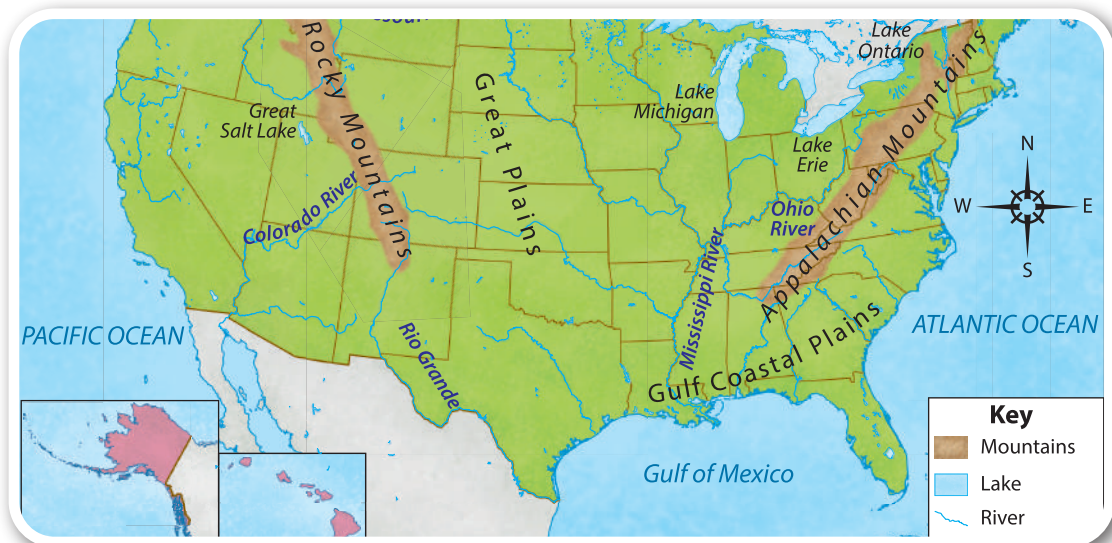 Rocky Mountains
Great
Salt Lake
Colorado River
Great Plains
Rio Grande
Lake
Michigan
Lake
Ontario
Lake
Erie
Ohio
River
Mississippi River
Appalachian Mountains
Gulf Coastal Plains
PACIFIC OCEAN
ATLANTIC OCEAN
Gulf of Mexico
N
W
E
S
Key
Mountains
Lake
River